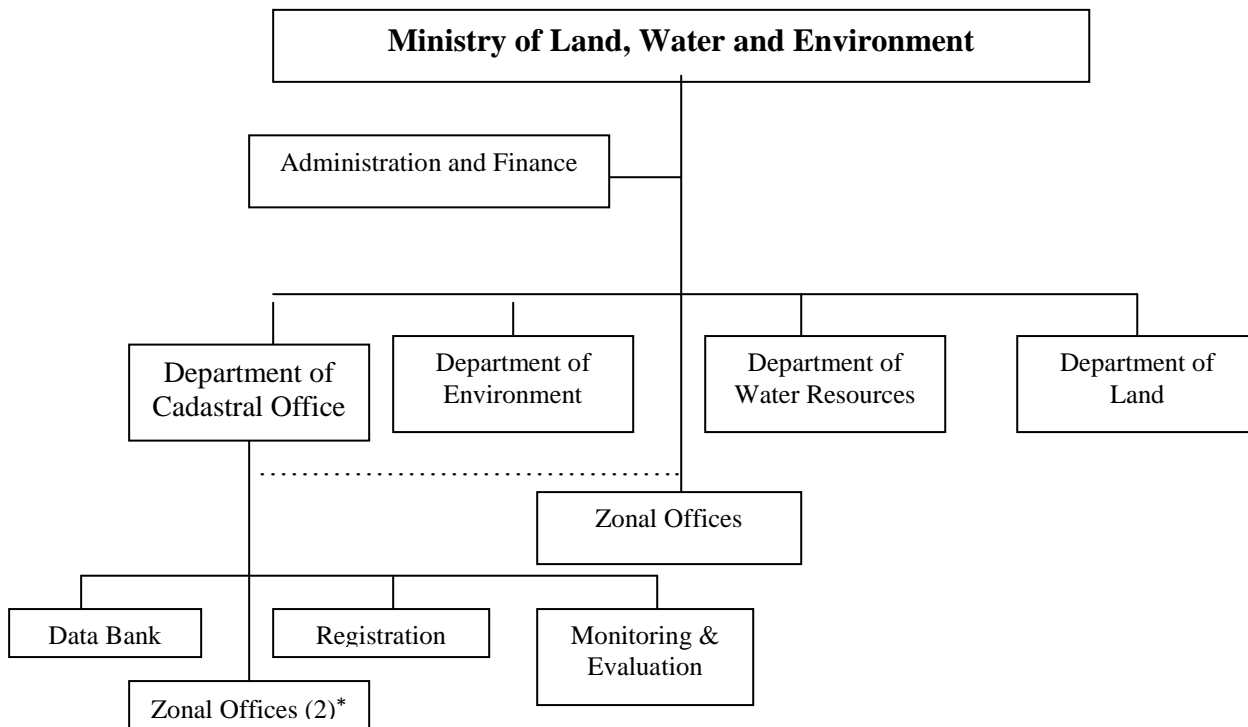 Ministry of Land, Water and Environment
Administration and Finance
Department of
Cadastral Office
Department of
Environment
Department of
Water Resources
Department of
Land
Zonal Offices
Data Bank
Registration
Monitoring &
Evaluation
Zonal Offices (2)*